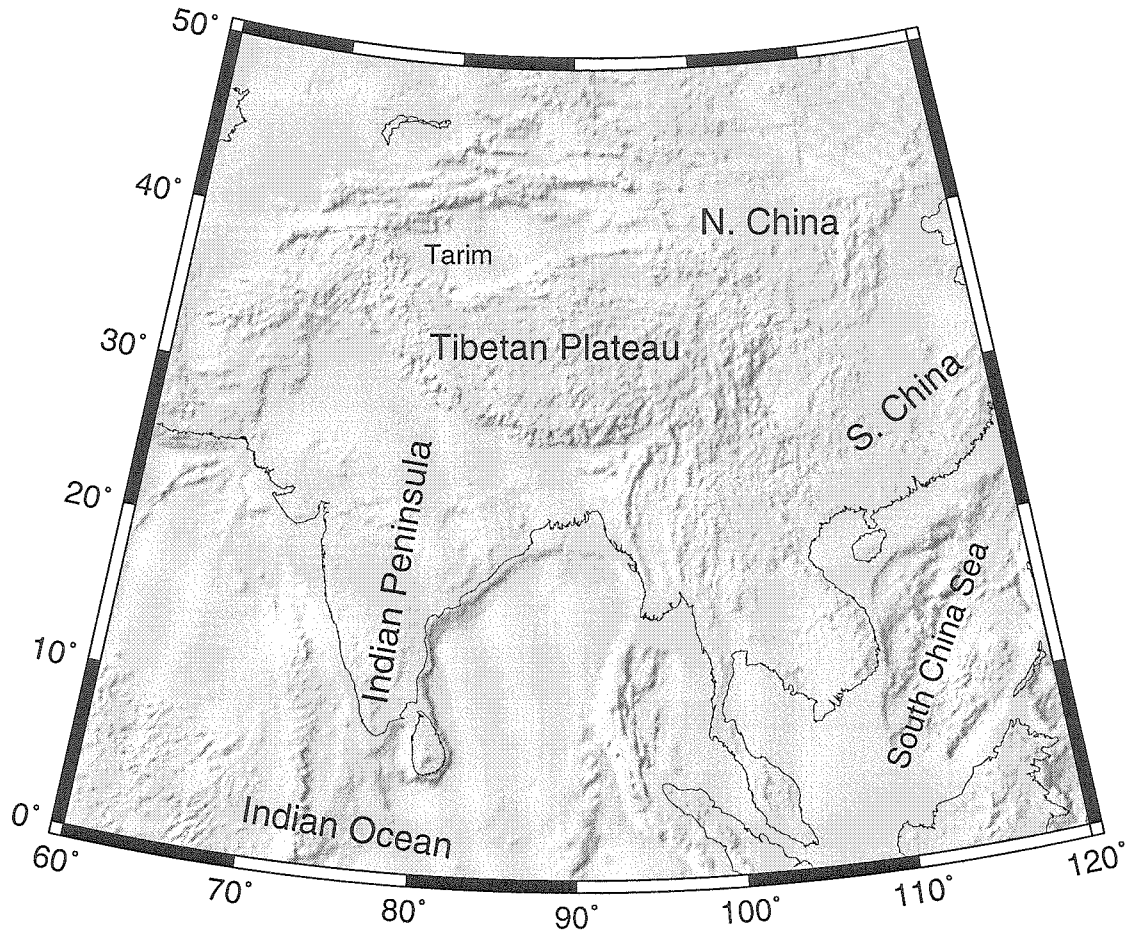 50°
40°
N. China
Tarim
30°
Tibetan Plateau
S. China
20°
Indian Peninsula
South China Sea
10°
Indian Ocean
0°
60°
70°
80°
90°
100°
110°
120°